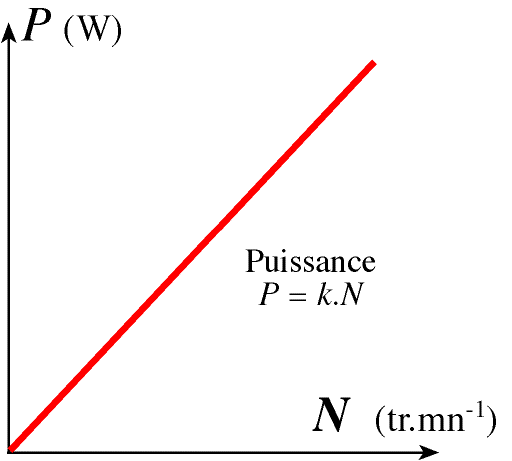 P (W)
Puissance
P = k.N
N (tr.mn⁻¹)